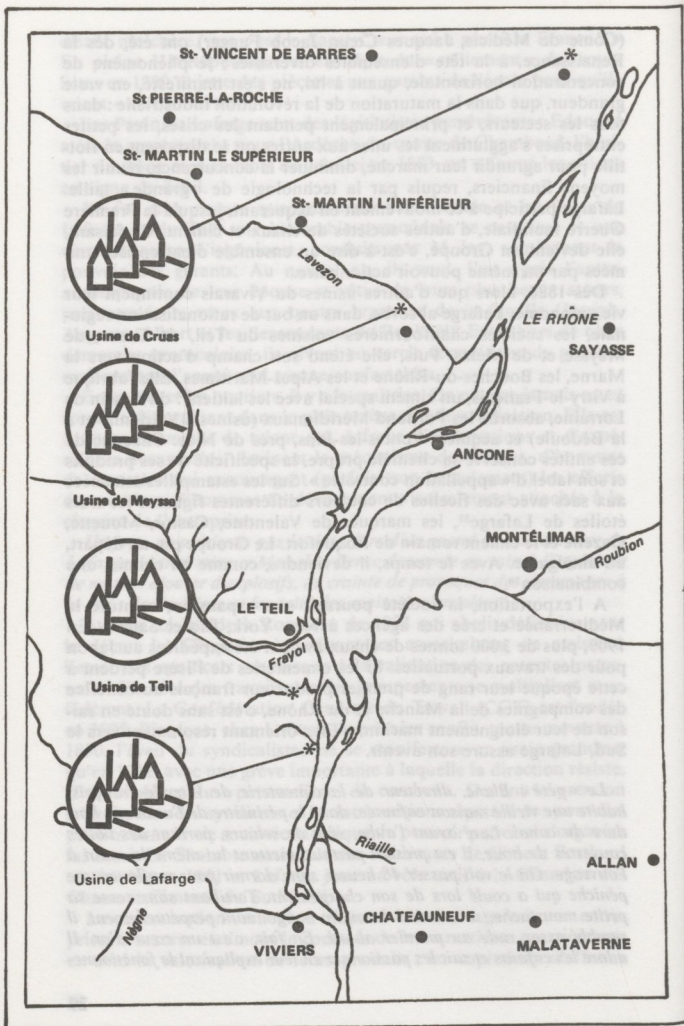 St- VINCENT DE BARRES
St PIERRE LA ROCHE
St- MARTIN LE SUPÉRIEUR
St- MARTIN L'INFÉRIEUR
Lavezon
Usine de Cruas
LE RHÔNE
SAVASSE
ANCONE
Usine de Meysse
MONTÉLIMAR
Roubion
LE TEIL
Frayol
Usine de Teil
Riaille
ALLAN
Usine de Lafarge
Nègre
CHATEAUNEUF
VIVIERS
MALATAVERNE